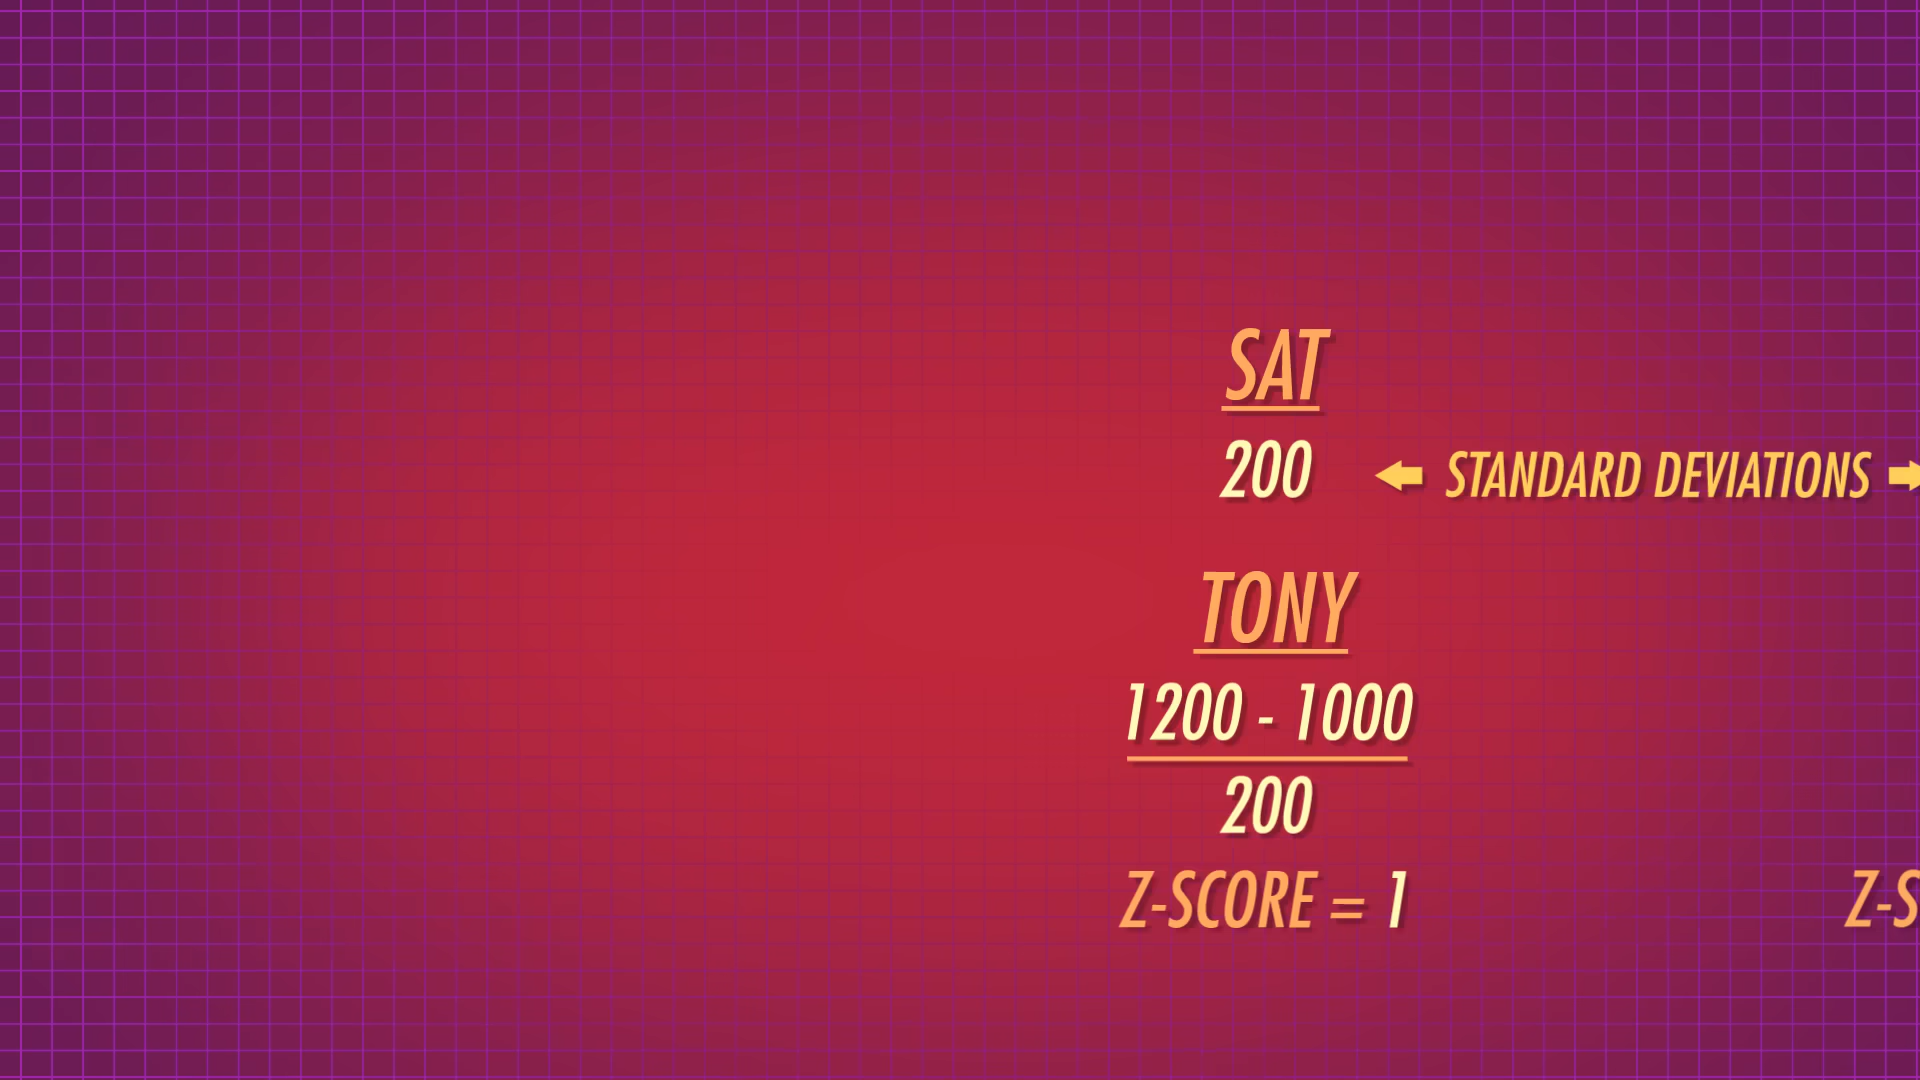 SAT
200 STANDARD DEVIATIONS
TONY
1200 - 1000
200
Z-SCORE = 1
Z-S